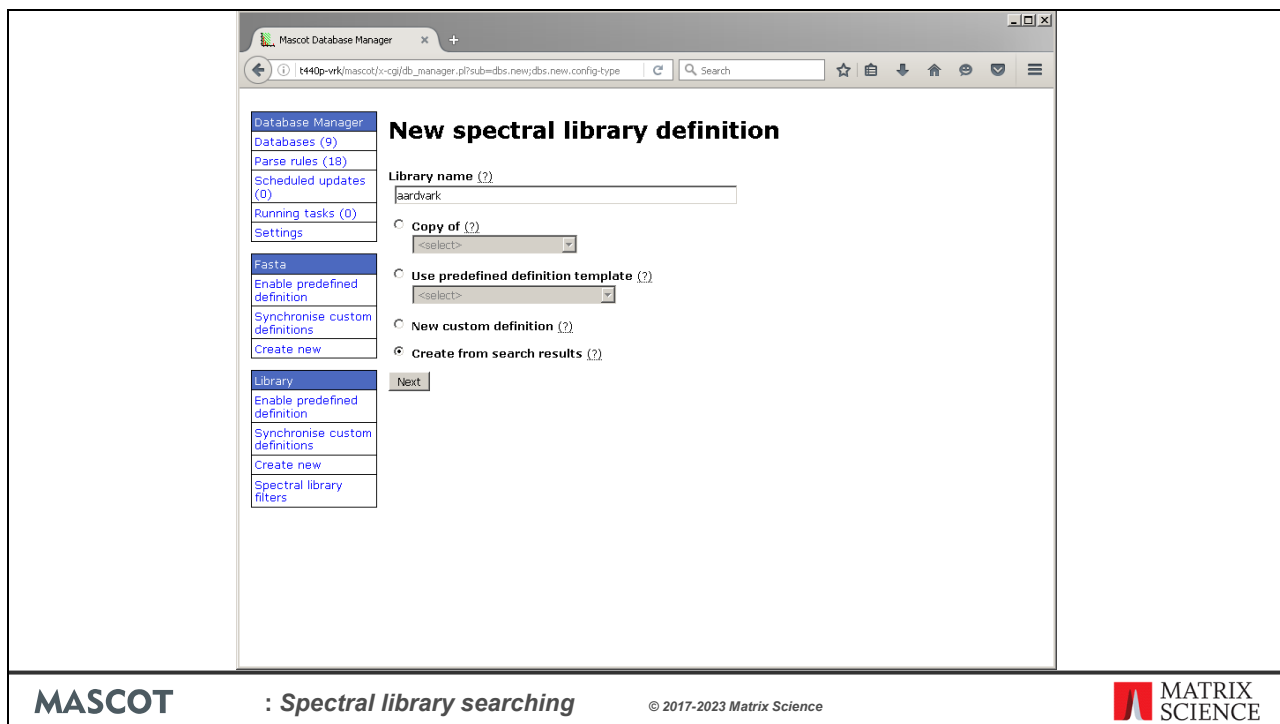 Mascot Database Manager
t440p-vrk/mascot/x-cgi/db_manager.pl?sub=dbs.new;dbs.new.config-type
Search
Database Manager
Databases (9)
Parse rules (18)
Scheduled updates
(0)
Running tasks (0)
Settings
Fasta
Enable predefined
definition
Synchronise custom
definitions
Create new
Library
Enable predefined
definition
Synchronise custom
definitions
Create new
Spectral library
filters
New spectral library definition
Library name (?)
aardvark
Copy of (?)
<select>
Use predefined definition template (?)
<select>
New custom definition (?)
Create from search results (?)
Next
MASCOT : Spectral library searching © 2017-2023 Matrix Science
MATRIX
SCIENCE